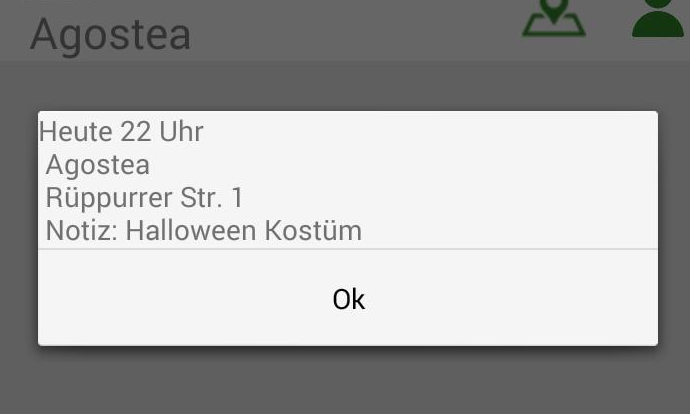 Agostea
Heute 22 Uhr
Agostea
Rüppurrer Str. 1
Notiz: Halloween Kostüm
Ok